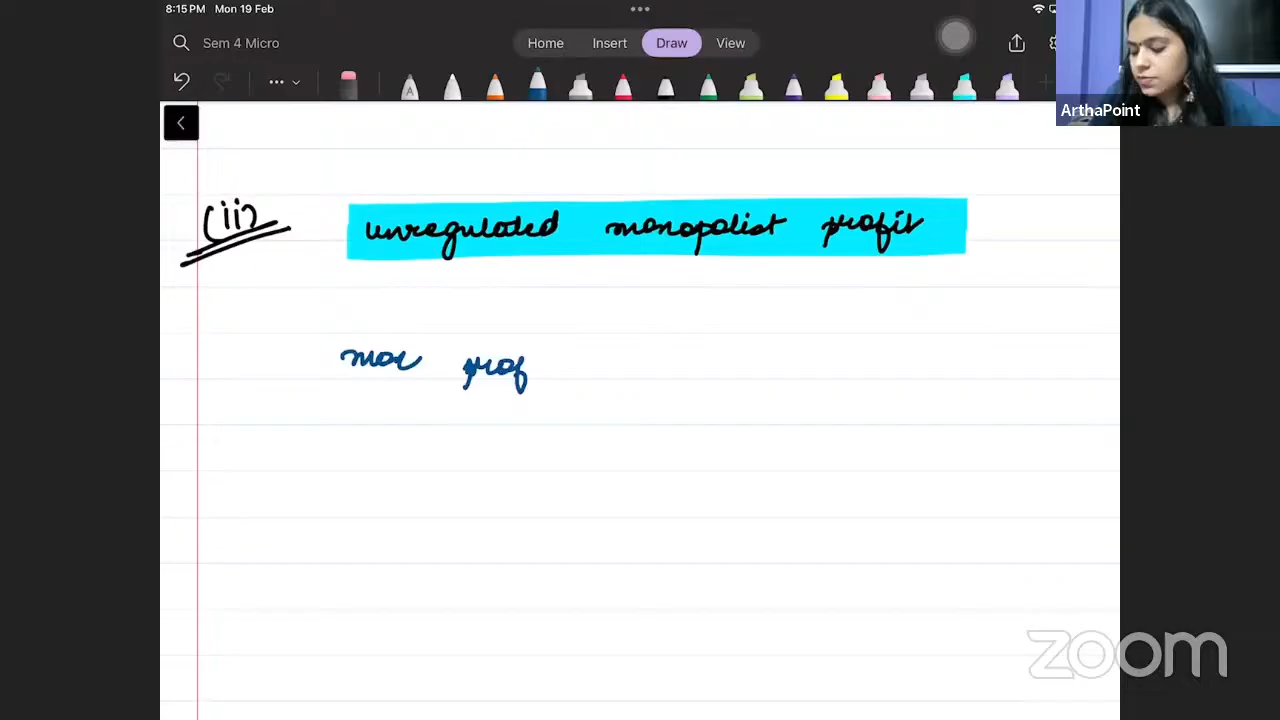 8:15 PM Mon 19 Feb
Sem 4 Micro
Home Insert Draw View
A
ArthaPoint
(ii) unregulated monopolist profit
max prof
zoom